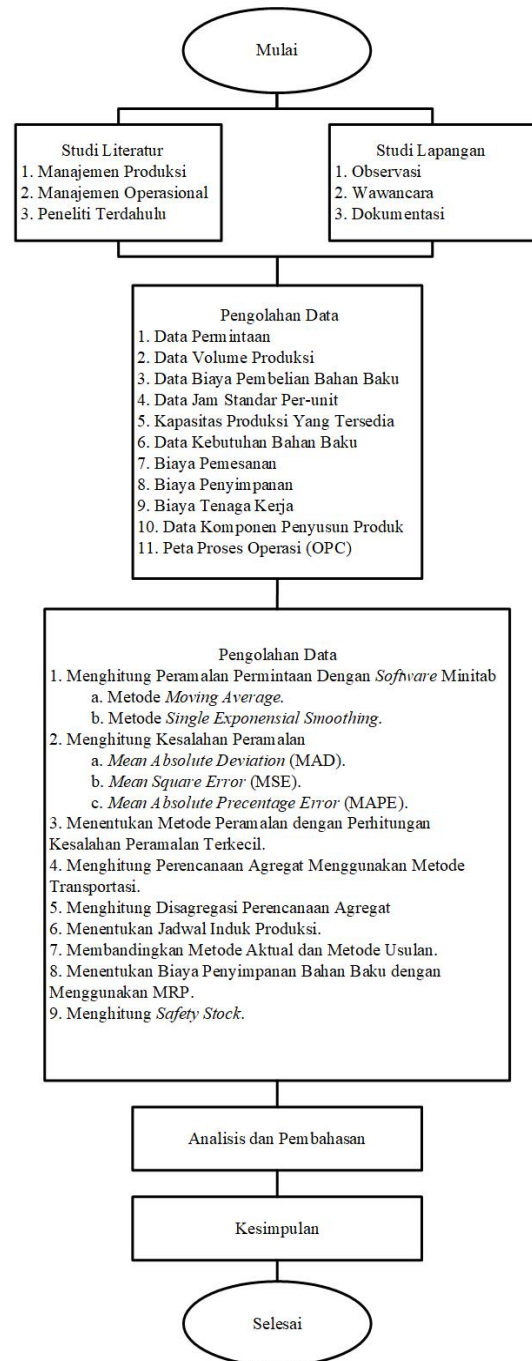 Mulai
Studi Literatur
1. Manajemen Produksi
2. Manajemen Operasional
3. Peneliti Terdahulu
Studi Lapangan
1. Observasi
2. Wawancara
3. Dokumentasi
Pengolahan Data
1. Data Permintaan
2. Data Volume Produksi
3. Data Biaya Pembelian Bahan Baku
4. Data Jam Standar Per-unit
5. Kapasitas Produksi Yang Tersedia
6. Data Kebutuhan Bahan Baku
7. Biaya Pemesanan
8. Biaya Penyimpanan
9. Biaya Tenaga Kerja
10. Data Komponen Penyusun Produk
11. Peta Proses Operasi (OPC)
Pengolahan Data
1. Menghitung Peramalan Permintaan Dengan Software Minitab
a. Metode Moving Average.
b. Metode Single Exponensial Smoothing.
2. Menghitung Kesalahan Peramalan
a. Mean Absolute Deviation (MAD).
b. Mean Square Error (MSE).
c. Mean Absolute Precentage Error (MAPE).
3. Menentukan Metode Peramalan dengan Perhitungan
Kesalahan Peramalan Terkecil.
4. Menghitung Perencanaan Agregat Menggunakan Metode
Transportasi.
5. Menghitung Disagregasi Perencanaan Agregat
6. Menentukan Jadwal Induk Produksi.
7. Membandingkan Metode Aktual dan Metode Usulan.
8. Menentukan Biaya Penyimpanan Bahan Baku dengan
Menggunakan MRP.
9. Menghitung Safety Stock.
Analisis dan Pembahasan
Kesimpulan
Selesai